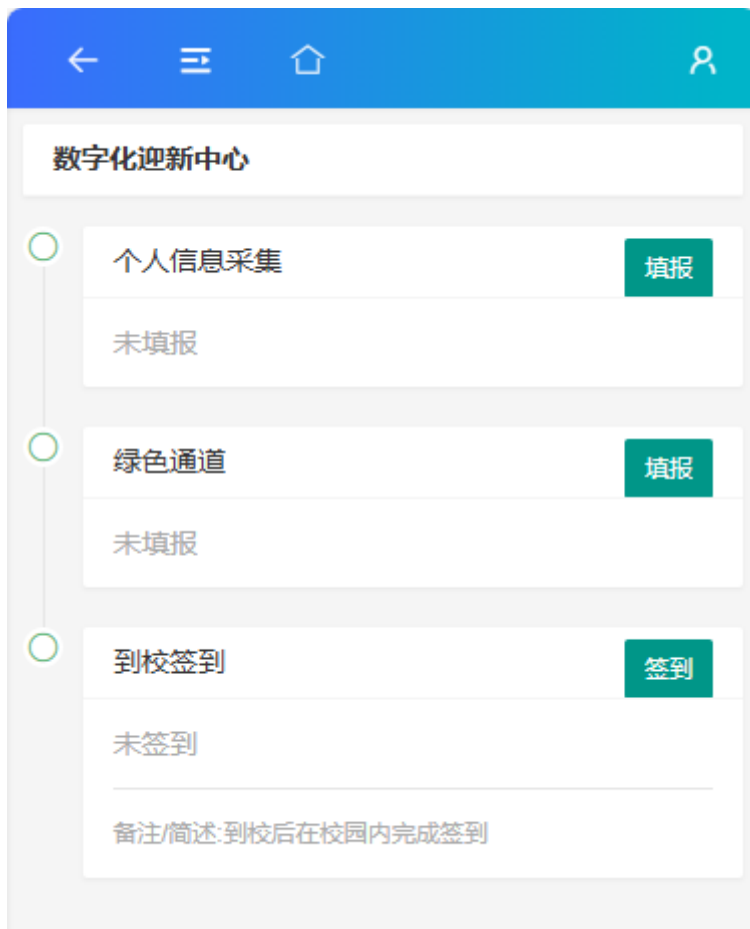 数字化迎新中心
个人信息采集
填报
未填报
绿色通道
填报
未填报
到校签到
签到
未签到
备注/简述:到校后在校园内完成签到